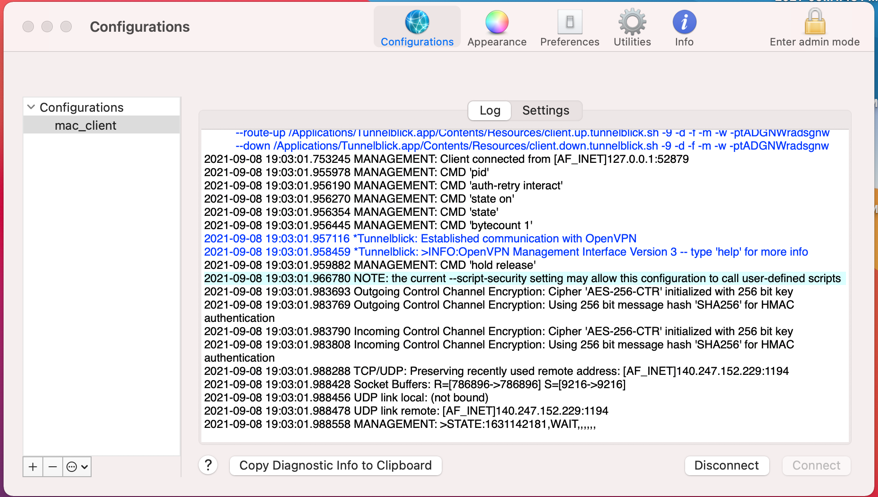 Configurations
Configurations
Appearance
Preferences
Utilities
Info
Enter admin mode
Configurations
mac_client
Log
Settings
--route-up /Applications/Tunnelblick.app/Contents/Resources/client.up.tunnelblick.sh -9 -d -f -m -w -ptADGNWradsgnw
--down /Applications/Tunnelblick.app/Contents/Resources/client.down.tunnelblick.sh -9 -d -f -m -w -ptADGNWradsgnw
2021-09-08 19:03:01.753245 MANAGEMENT: Client connected from [AF_INET]127.0.0.1:52879
2021-09-08 19:03:01.955978 MANAGEMENT: CMD 'pid'
2021-09-08 19:03:01.956190 MANAGEMENT: CMD 'auth-retry interact'
2021-09-08 19:03:01.956270 MANAGEMENT: CMD 'state on'
2021-09-08 19:03:01.956354 MANAGEMENT: CMD 'state'
2021-09-08 19:03:01.956445 MANAGEMENT: CMD 'bytecount 1'
2021-09-08 19:03:01.957116 *Tunnelblick: Established communication with OpenVPN
2021-09-08 19:03:01.958459 *Tunnelblick: >INFO:OpenVPN Management Interface Version 3 -- type 'help' for more info
2021-09-08 19:03:01.959882 MANAGEMENT: CMD 'hold release'
2021-09-08 19:03:01.966780 NOTE: the current --script-security setting may allow this configuration to call user-defined scripts
2021-09-08 19:03:01.983693 Outgoing Control Channel Encryption: Cipher 'AES-256-CTR' initialized with 256 bit key
2021-09-08 19:03:01.983769 Outgoing Control Channel Encryption: Using 256 bit message hash 'SHA256' for HMAC
authentication
2021-09-08 19:03:01.983790 Incoming Control Channel Encryption: Cipher 'AES-256-CTR' initialized with 256 bit key
2021-09-08 19:03:01.983808 Incoming Control Channel Encryption: Using 256 bit message hash 'SHA256' for HMAC
authentication
2021-09-08 19:03:01.988288 TCP/UDP: Preserving recently used remote address: [AF_INET]140.247.152.229:1194
2021-09-08 19:03:01.988428 Socket Buffers: R=[786896->786896] S=[9216->9216]
2021-09-08 19:03:01.988456 UDP link local: (not bound)
2021-09-08 19:03:01.988478 UDP link remote: [AF_INET]140.247.152.229:1194
2021-09-08 19:03:01.988558 MANAGEMENT: >STATE:1631142181,WAIT,,,,,,
+ −
?
Copy Diagnostic Info to Clipboard
Disconnect
Connect